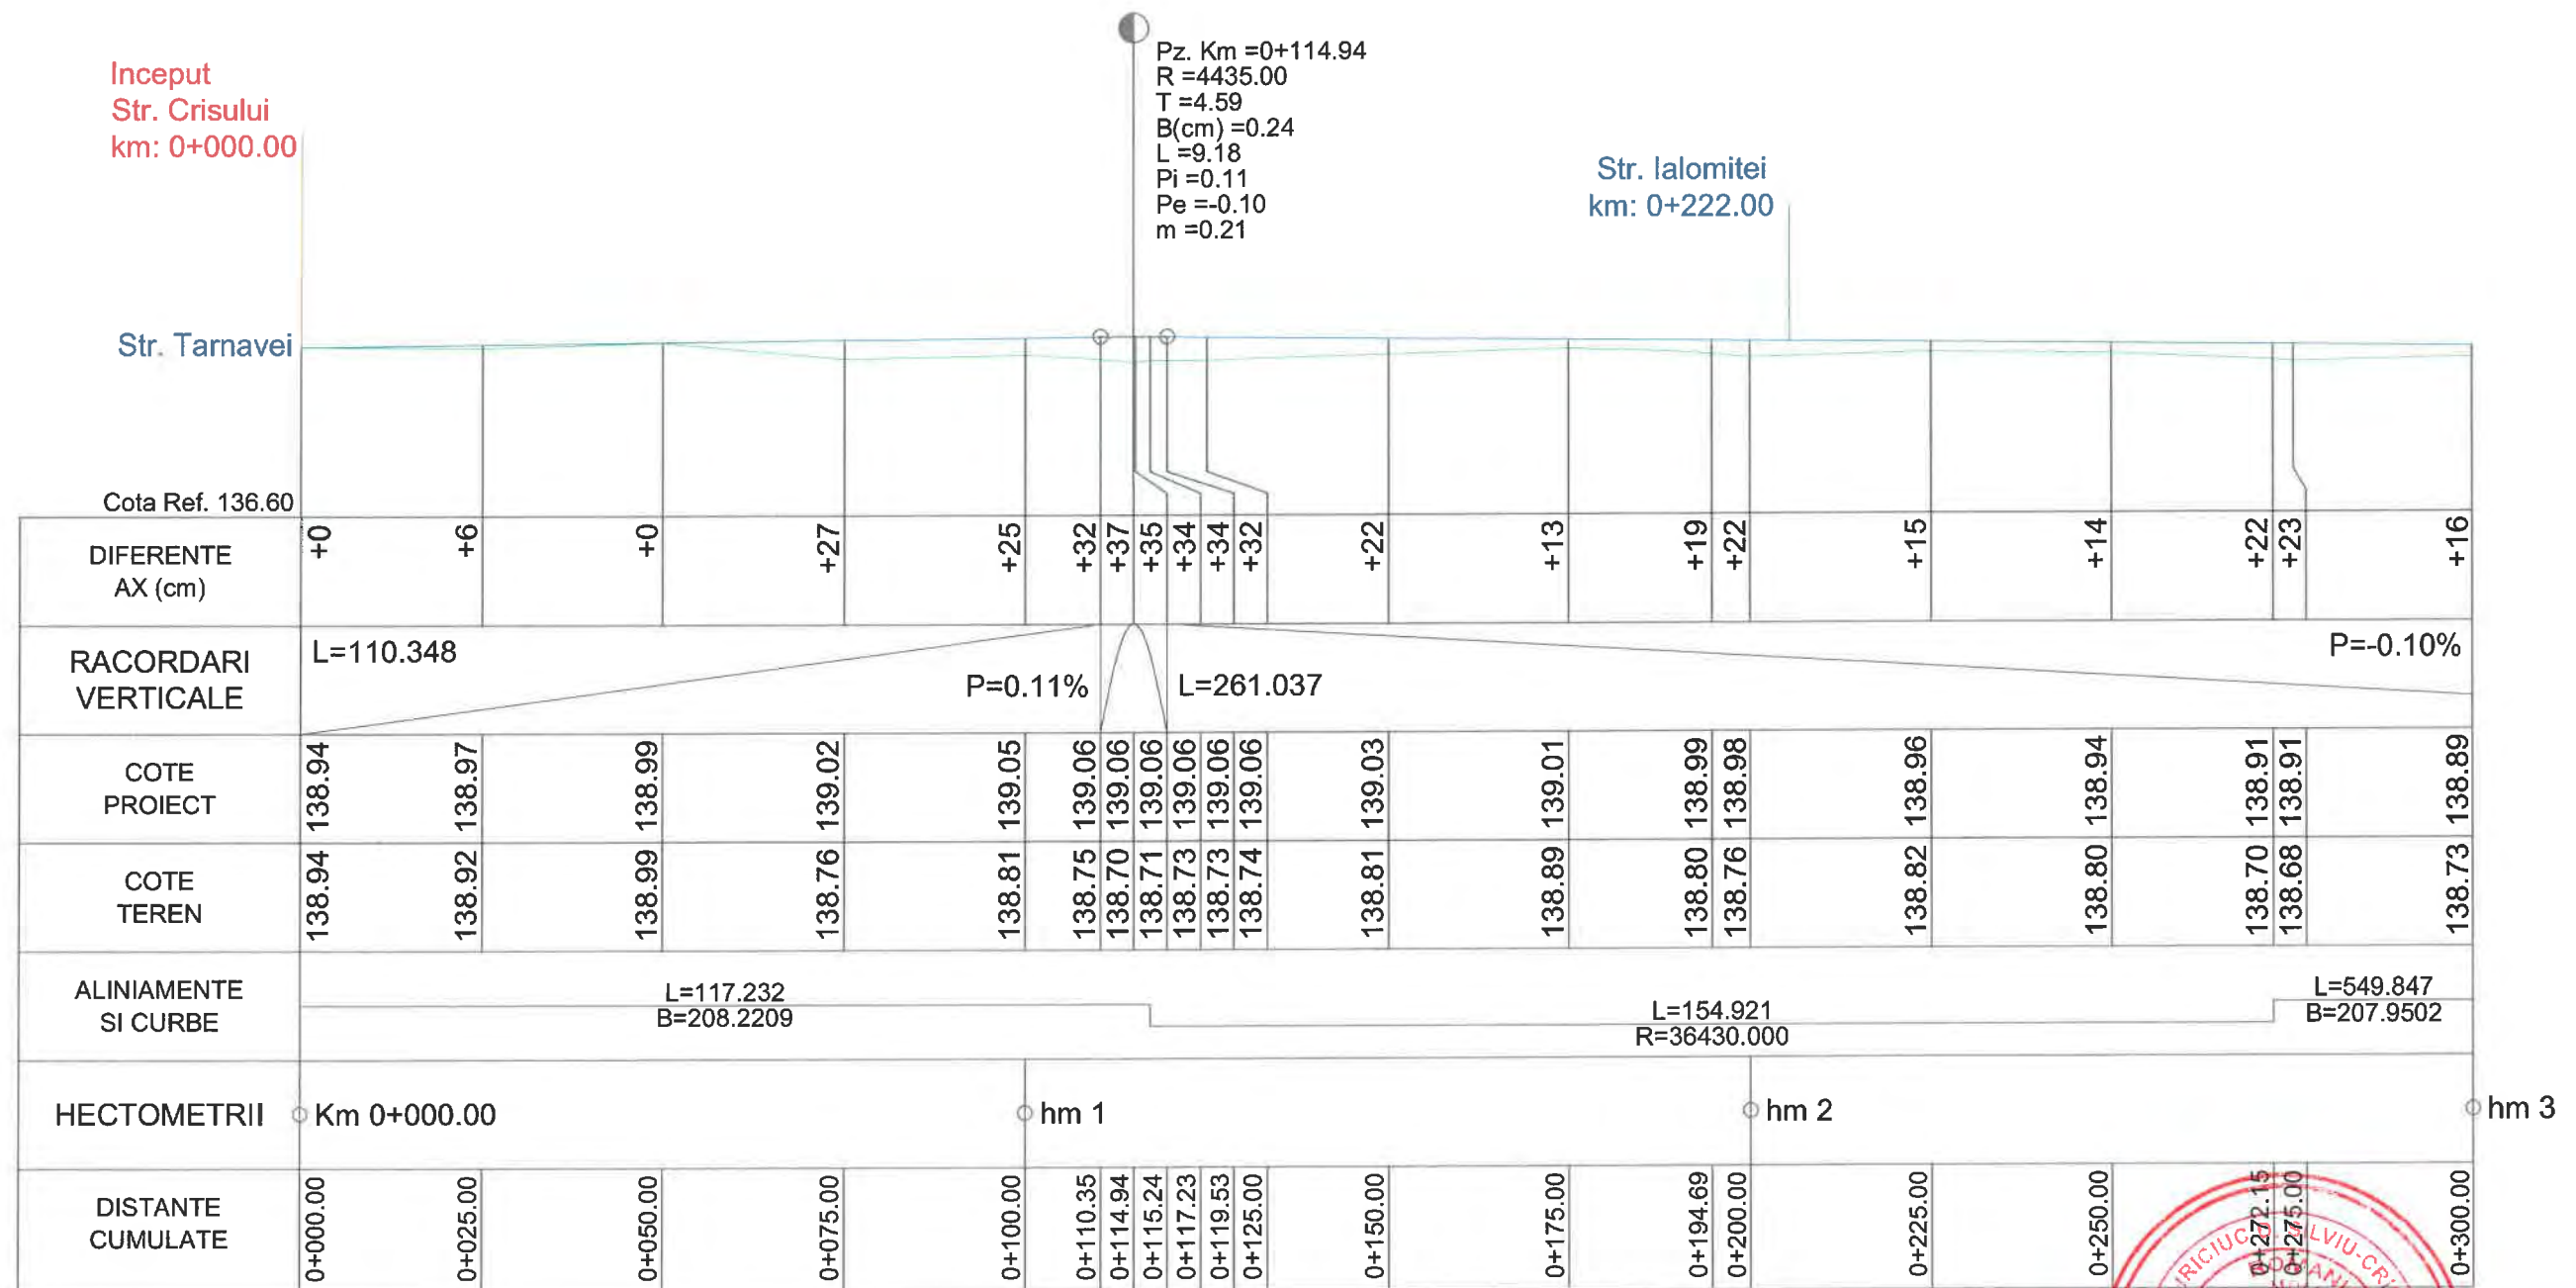 Inceput
Str. Crisului
km: 0+000.00
Pz. Km =0+114.94
R =4435.00
T =4.59
B(cm) =0.24
L =9.18
Pi =0.11
Pe =-0.10
m =0.21
Str. Ialomitei
km: 0+222.00
Str. Tarnavei
Cota Ref. 136.60
DIFERENTE
AX (cm)
+0 +6 +0 +27 +25 +32 +37 +35 +34 +34 +32 +22 +13 +19 +22 +15 +14 +22 +23 +16
RACORDARI
VERTICALE
L=110.348
P=0.11%
L=261.037
P=-0.10%
COTE
PROIECT
138.94 138.97 138.99 139.02 139.05 139.06 139.06 139.06 139.06 139.06 139.06 139.03 139.01 138.99 138.98 138.96 138.94 138.91 138.91 138.89
COTE
TEREN
138.94 138.92 138.99 138.76 138.81 138.75 138.70 138.71 138.73 138.73 138.74 138.81 138.89 138.80 138.76 138.82 138.80 138.70 138.68 138.73
ALINIAMENTE
SI CURBE
L=117.232
B=208.2209
L=154.921
R=36430.000
L=549.847
B=207.9502
HECTOMETRII
Km 0+000.00
hm 1
hm 2
hm 3
DISTANTE
CUMULATE
0+000.00 0+025.00 0+050.00 0+075.00 0+100.00 0+110.35 0+114.94 0+115.24 0+117.23 0+119.53 0+125.00 0+150.00 0+175.00 0+194.69 0+200.00 0+225.00 0+250.00 0+272.15 0+275.00 0+300.00